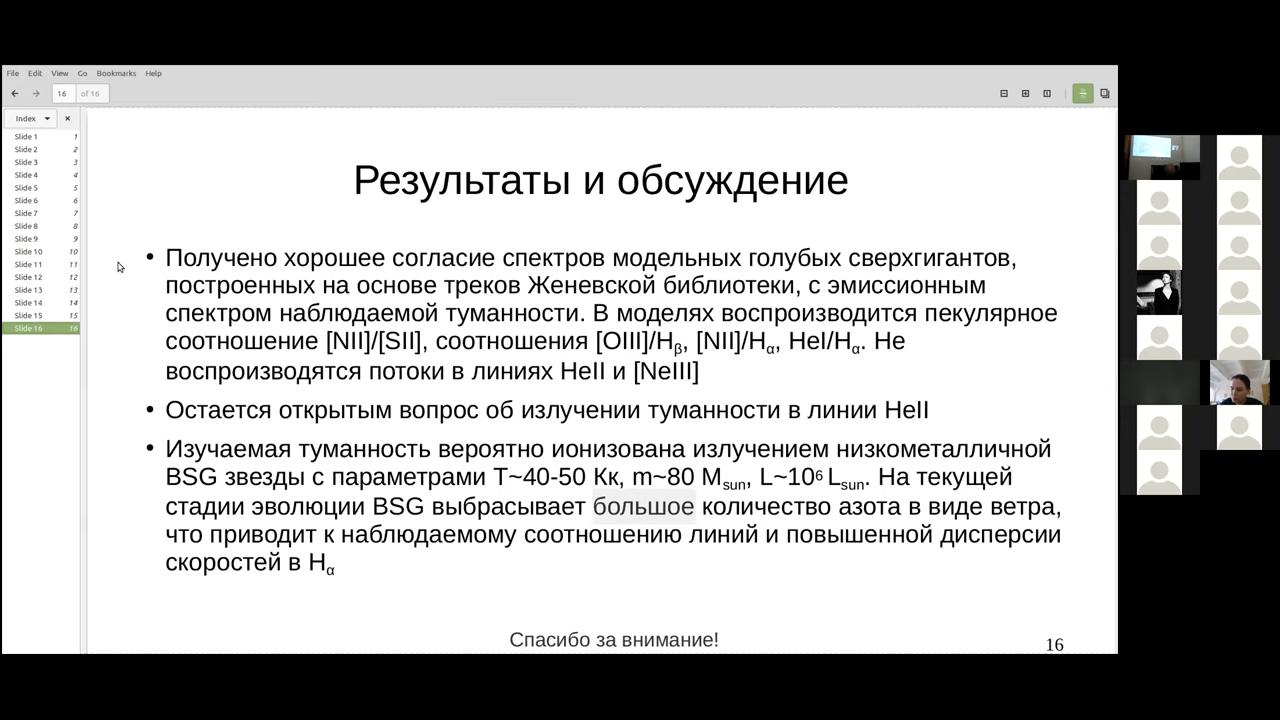 File Edit View Go Bookmarks Help
16 of 16
Index
Slide 1 1
Slide 2 2
Slide 3 3
Slide 4 4
Slide 5 5
Slide 6 6
Slide 7 7
Slide 8 8
Slide 9 9
Slide 10 10
Slide 11 11
Slide 12 12
Slide 13 13
Slide 14 14
Slide 15 15
Slide 16 16
Результаты и обсуждение
• Получено хорошее согласие спектров модельных голубых сверхгигантов,
построенных на основе треков Женевской библиотеки, с эмиссионным
спектром наблюдаемой туманности. В моделях воспроизводится пекулярное
соотношение [NII]/[SII], соотношения [OIII]/Hβ, [NII]/Hα, HeI/Hα. Не
воспроизводятся потоки в линиях HeII и [NeIII]
• Остается открытым вопрос об излучении туманности в линии HeII
• Изучаемая туманность вероятно ионизована излучением низкометалличной
BSG звезды с параметрами T~40-50 Кк, m~80 Msun, L~10⁶ Lsun. На текущей
стадии эволюции BSG выбрасывает большое количество азота в виде ветра,
что приводит к наблюдаемому соотношению линий и повышенной дисперсии
скоростей в Hα
Спасибо за внимание!
16